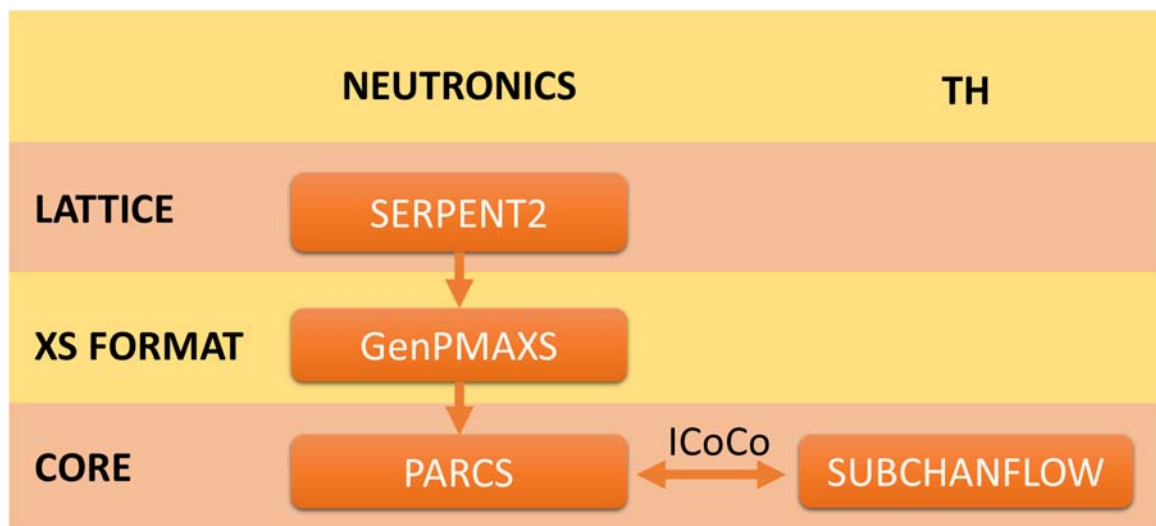 NEUTRONICS TH
LATTICE SERPENT2
XS FORMAT GenPMAXS
ICoCo
CORE PARCS SUBCHANFLOW